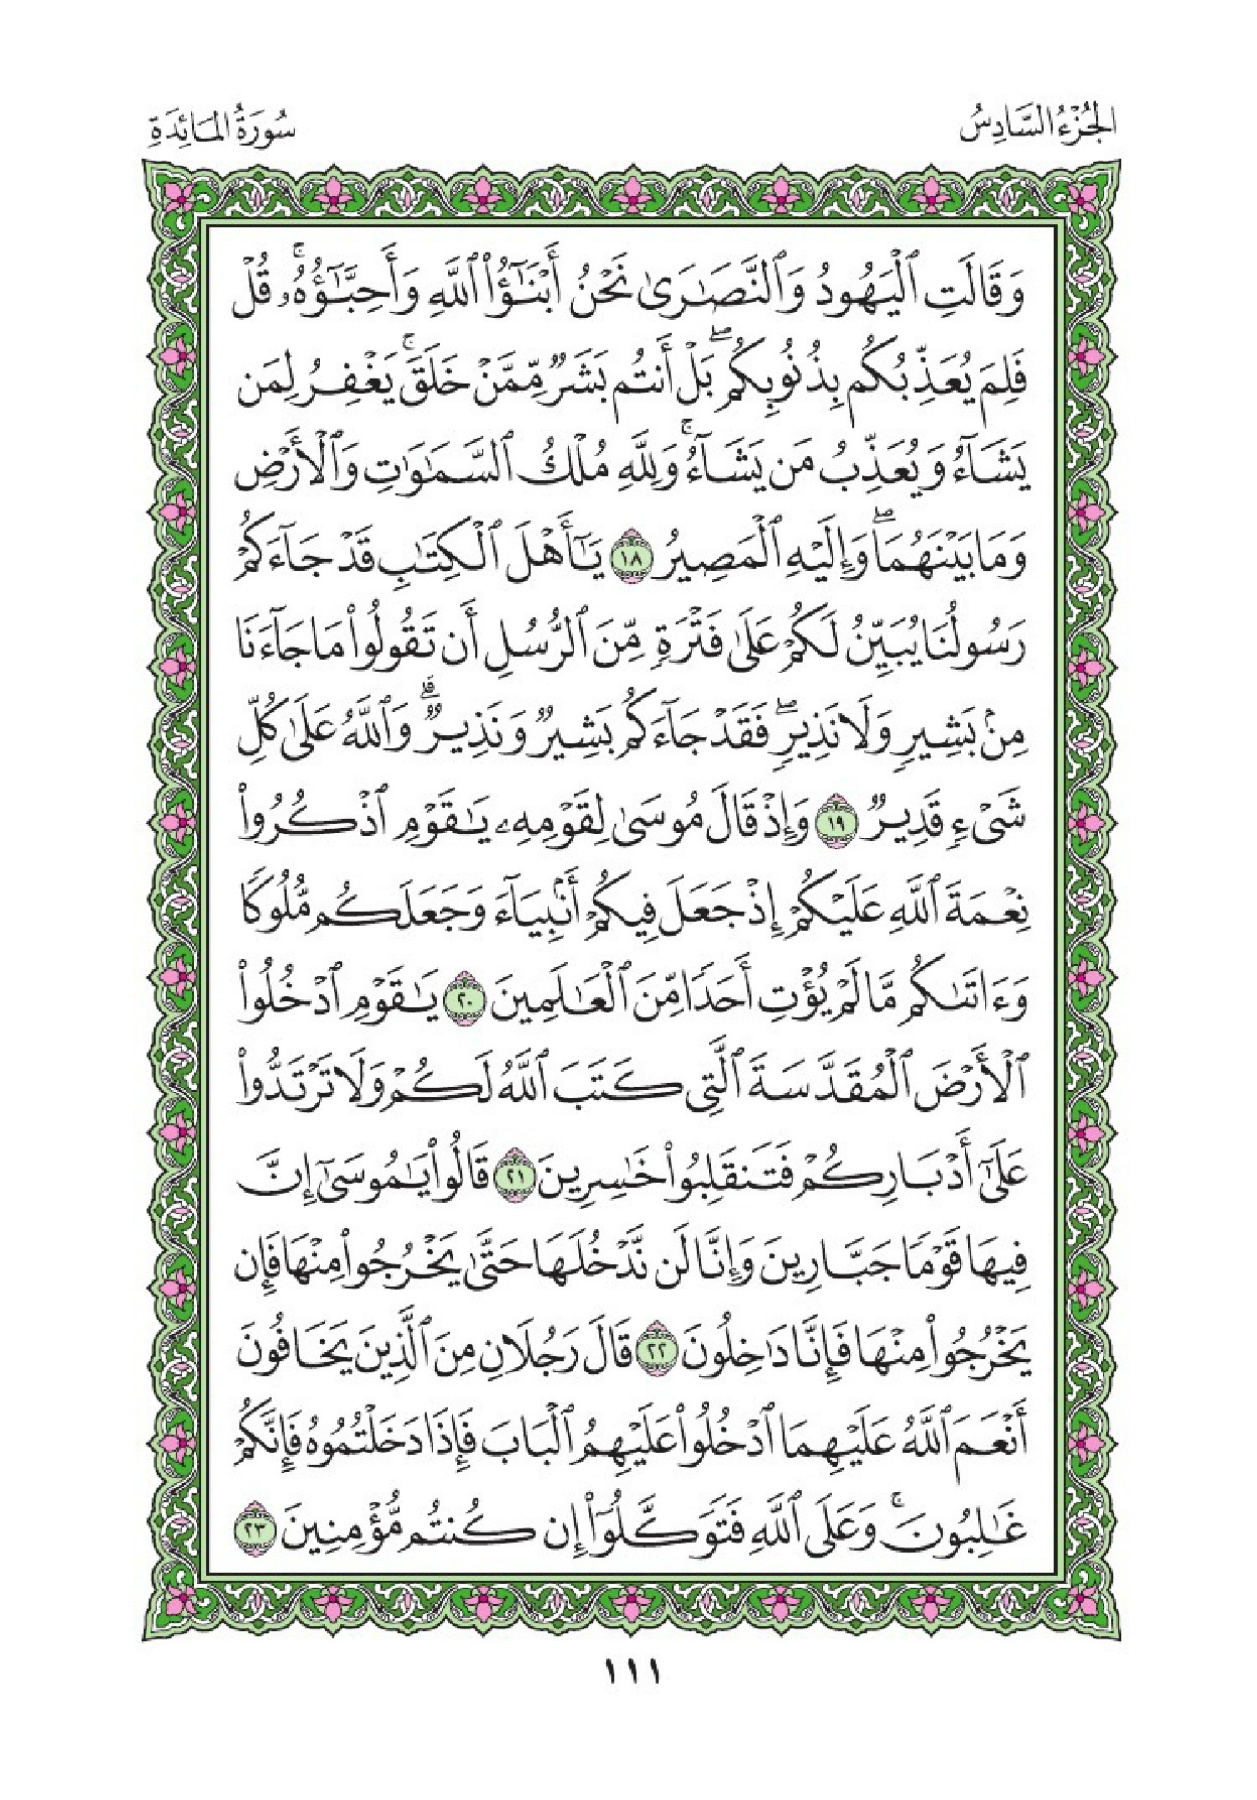 الجُزْءُ السَّادِسُ
سُورَةُ المَائِدَةِ
وَقَالَتِ ٱلْيَهُودُ وَٱلنَّصَـٰرَىٰ نَحْنُ أَبْنَـٰٓؤُا۟ ٱللَّهِ وَأَحِبَّـٰٓؤُهُۥ ۚ قُلْ
فَلِمَ يُعَذِّبُكُم بِذُنُوبِكُم ۖ بَلْ أَنتُم بَشَرٌ مِّمَّنْ خَلَقَ ۚ يَغْفِرُ لِمَن
يَشَآءُ وَيُعَذِّبُ مَن يَشَآءُ ۚ وَلِلَّهِ مُلْكُ ٱلسَّمَـٰوَٰتِ وَٱلْأَرْضِ
وَمَا بَيْنَهُمَا ۖ وَإِلَيْهِ ٱلْمَصِيرُ ١٨ يَـٰٓأَهْلَ ٱلْكِتَـٰبِ قَدْ جَآءَكُمْ
رَسُولُنَا يُبَيِّنُ لَكُمْ عَلَىٰ فَتْرَةٍ مِّنَ ٱلرُّسُلِ أَن تَقُولُوا۟ مَا جَآءَنَا
مِنۢ بَشِيرٍ وَلَا نَذِيرٍ ۖ فَقَدْ جَآءَكُم بَشِيرٌ وَنَذِيرٌ ۗ وَٱللَّهُ عَلَىٰ كُلِّ
شَىْءٍ قَدِيرٌ ١٩ وَإِذْ قَالَ مُوسَىٰ لِقَوْمِهِۦ يَـٰقَوْمِ ٱذْكُرُوا۟
نِعْمَةَ ٱللَّهِ عَلَيْكُمْ إِذْ جَعَلَ فِيكُمْ أَنۢبِيَآءَ وَجَعَلَكُم مُّلُوكًا
وَءَاتَىٰكُم مَّا لَمْ يُؤْتِ أَحَدًا مِّنَ ٱلْعَـٰلَمِينَ ٢٠ يَـٰقَوْمِ ٱدْخُلُوا۟
ٱلْأَرْضَ ٱلْمُقَدَّسَةَ ٱلَّتِى كَتَبَ ٱللَّهُ لَكُمْ وَلَا تَرْتَدُّوا۟
عَلَىٰٓ أَدْبَارِكُمْ فَتَنقَلِبُوا۟ خَـٰسِرِينَ ٢١ قَالُوا۟ يَـٰمُوسَىٰٓ إِنَّ
فِيهَا قَوْمًا جَبَّارِينَ وَإِنَّا لَن نَّدْخُلَهَا حَتَّىٰ يَخْرُجُوا۟ مِنْهَا فَإِن
يَخْرُجُوا۟ مِنْهَا فَإِنَّا دَٰخِلُونَ ٢٢ قَالَ رَجُلَانِ مِنَ ٱلَّذِينَ يَخَافُونَ
أَنْعَمَ ٱللَّهُ عَلَيْهِمَا ٱدْخُلُوا۟ عَلَيْهِمُ ٱلْبَابَ فَإِذَا دَخَلْتُمُوهُ فَإِنَّكُمْ
غَـٰلِبُونَ ۚ وَعَلَى ٱللَّهِ فَتَوَكَّلُوٓا۟ إِن كُنتُم مُّؤْمِنِينَ ٢٣
١١١